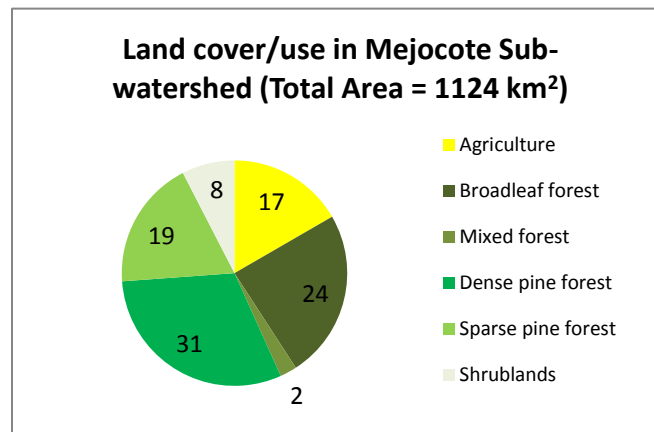 Land cover/use in Mejocote Sub-
watershed (Total Area = 1124 km²)
8
17
19
24
31
2
Agriculture
Broadleaf forest
Mixed forest
Dense pine forest
Sparse pine forest
Shrublands